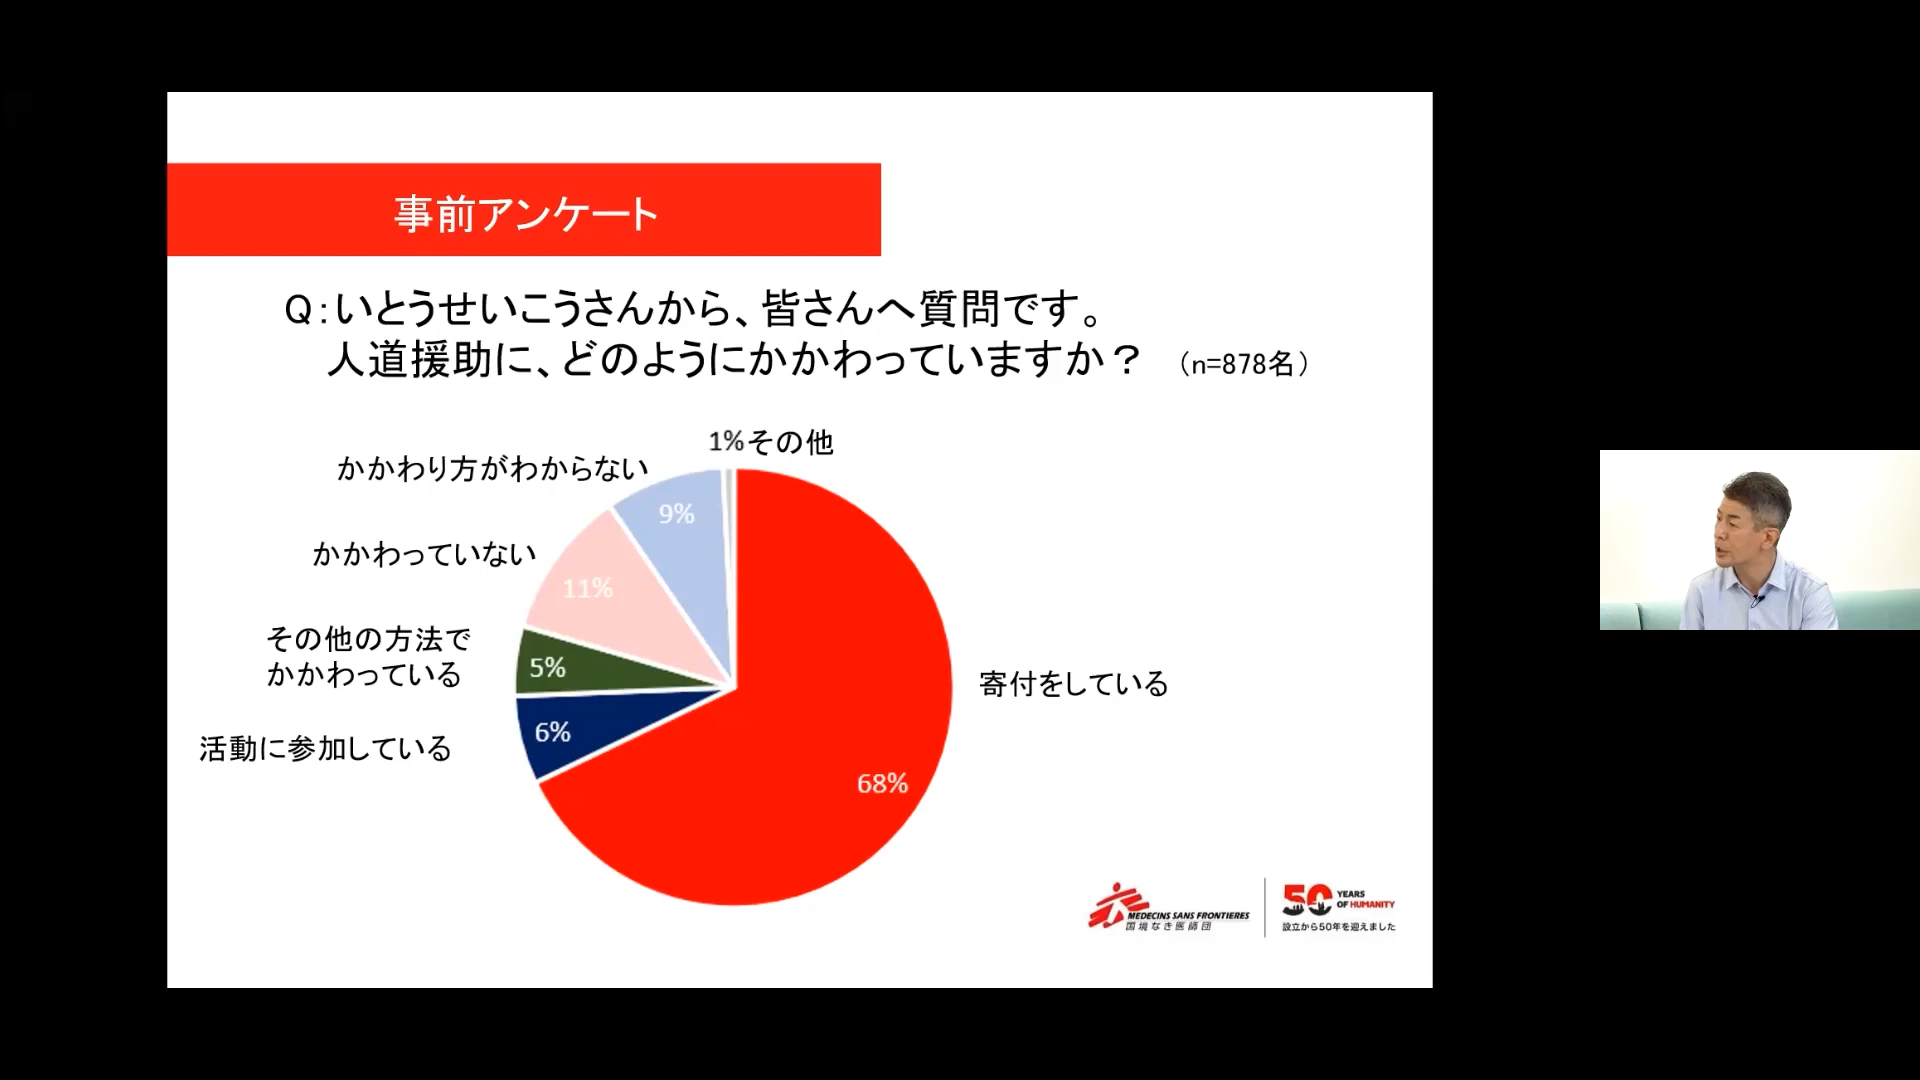 事前アンケート
Q：いとうせいこうさんから、皆さんへ質問です。
人道援助に、どのようにかかわっていますか？ （n=878名）
1%その他
かかわり方がわからない
9%
かかわっていない
11%
その他の方法で
かかわっている
5%
活動に参加している
6%
寄付をしている
68%
MEDECINS SANS FRONTIERES
国境なき医師団
50 YEARS
OF HUMANITY
設立から50年を迎えました